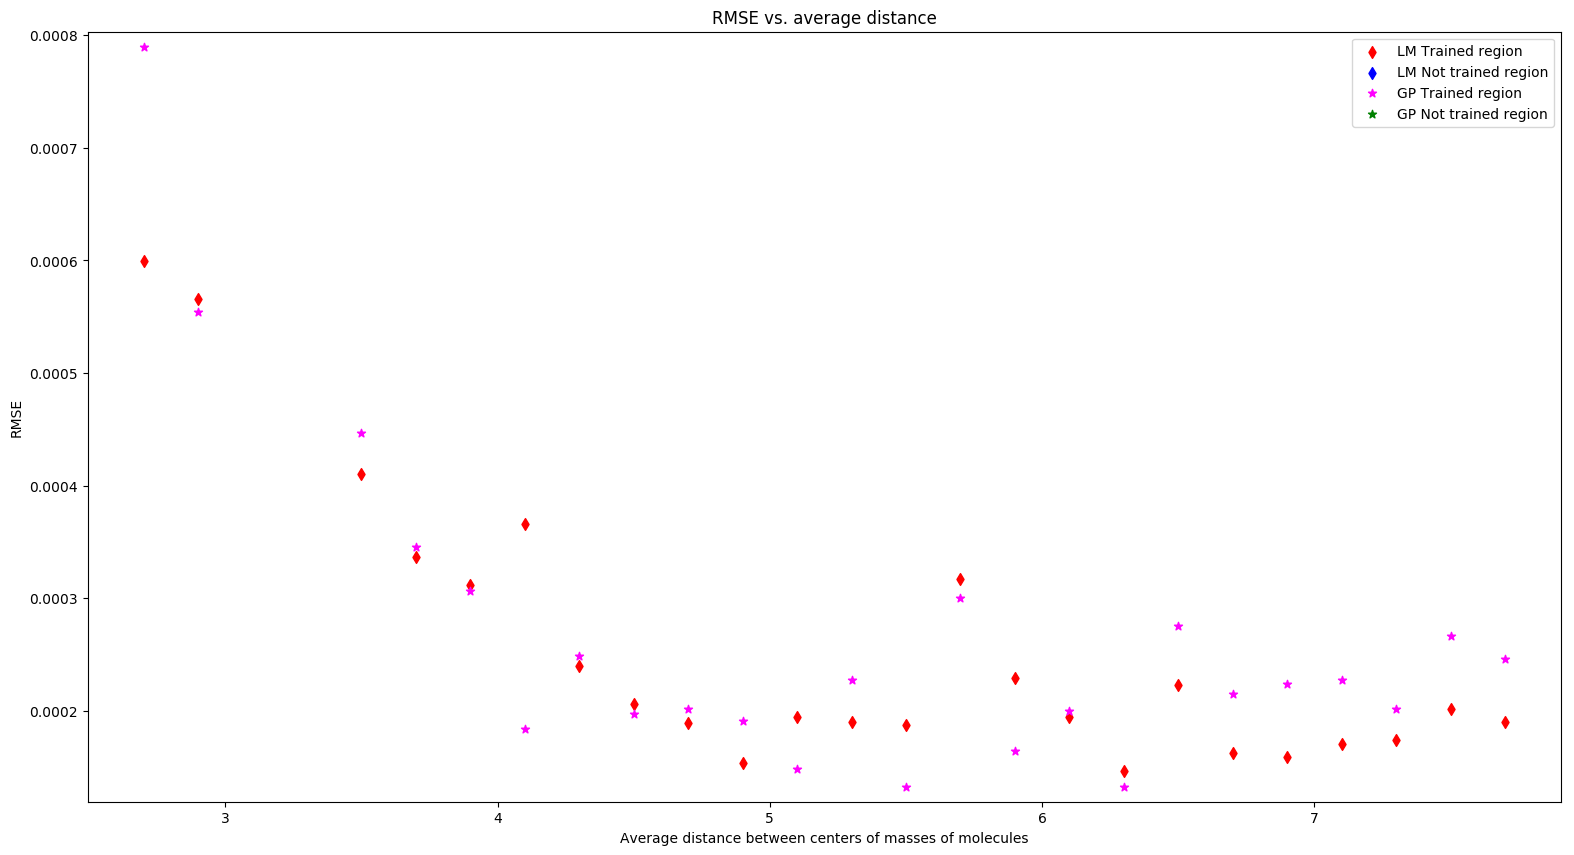 RMSE vs. average distance
LM Trained region
LM Not trained region
GP Trained region
GP Not trained region
0.0008
0.0007
0.0006
0.0005
0.0004
0.0003
0.0002
RMSE
3 4 5 6 7
Average distance between centers of masses of molecules